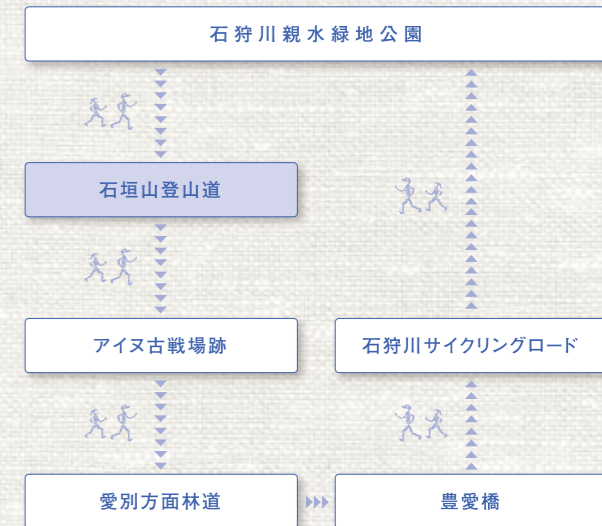 石狩川親水緑地公園
石垣山登山道
アイヌ古戦場跡
石狩川サイクリングロード
愛別方面林道
豊愛橋